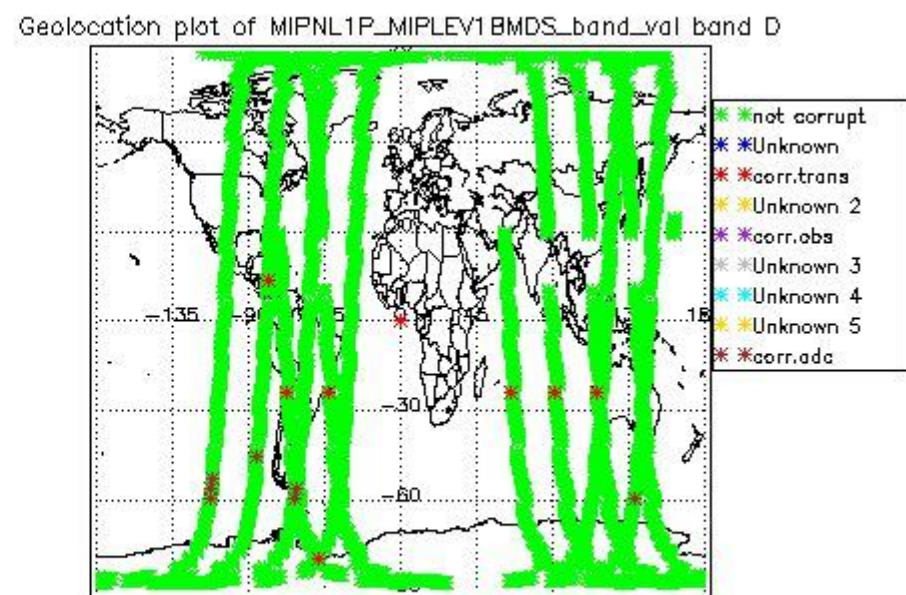 Geolocation plot of MIPNL1P_MIPLEV1BMDS_band_val band D
not corrupt
Unknown
corr.trans
Unknown 2
corr.obs
Unknown 3
Unknown 4
Unknown 5
corr.adc
60
-135
-90
-30
-60